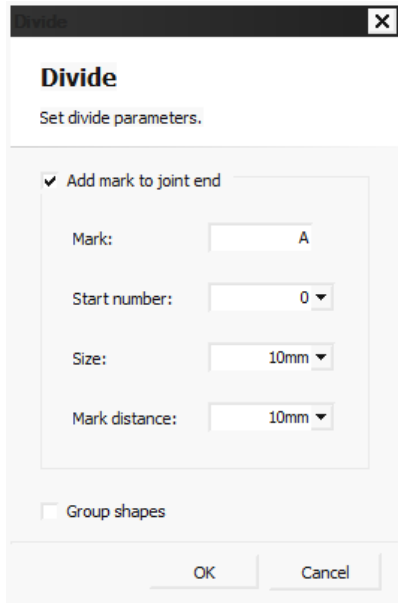 Divide
Divide
Set divide parameters.
Add mark to joint end
Mark: A
Start number: 0
Size: 10mm
Mark distance: 10mm
Group shapes
OK Cancel